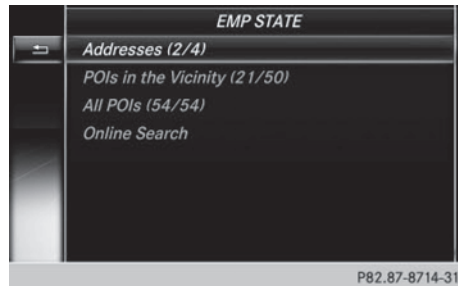 EMP STATE
Addresses (2/4)
POIs in the Vicinity (21/50)
All POIs (54/54)
Online Search
P82.87-8714-31